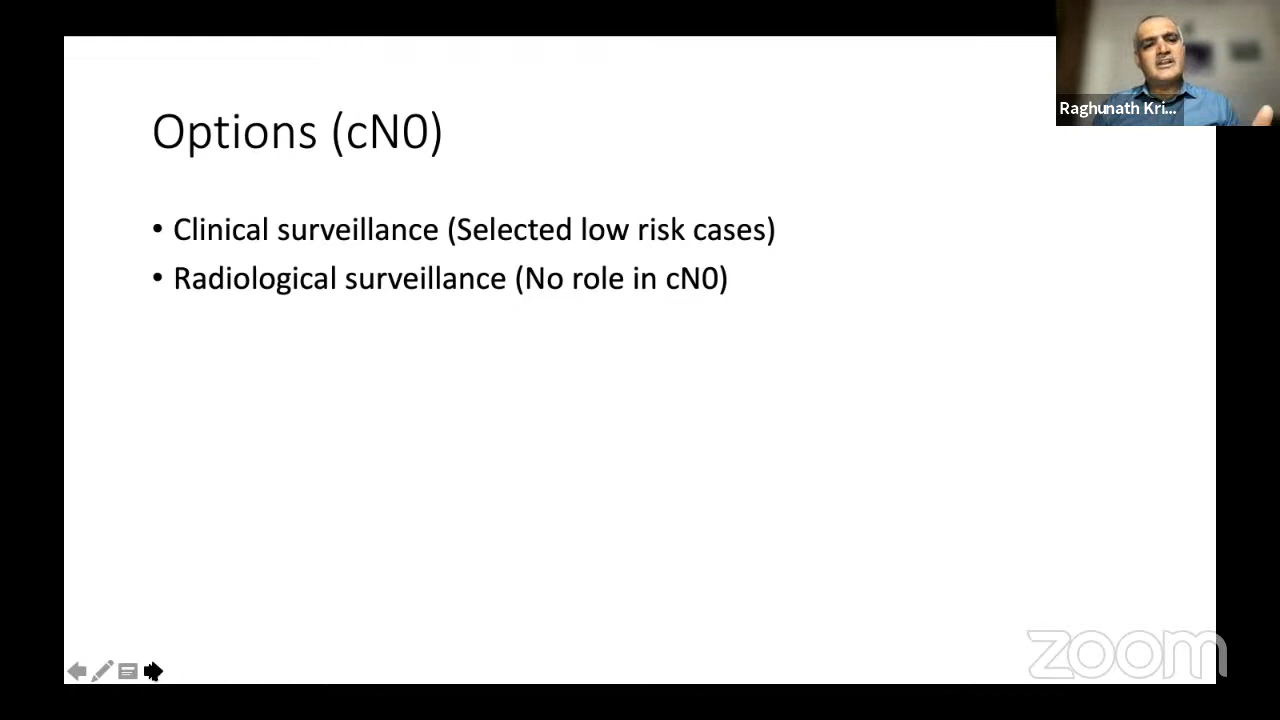 Options (cN0)
• Clinical surveillance (Selected low risk cases)
• Radiological surveillance (No role in cN0)
Raghunath Kri...
zoom